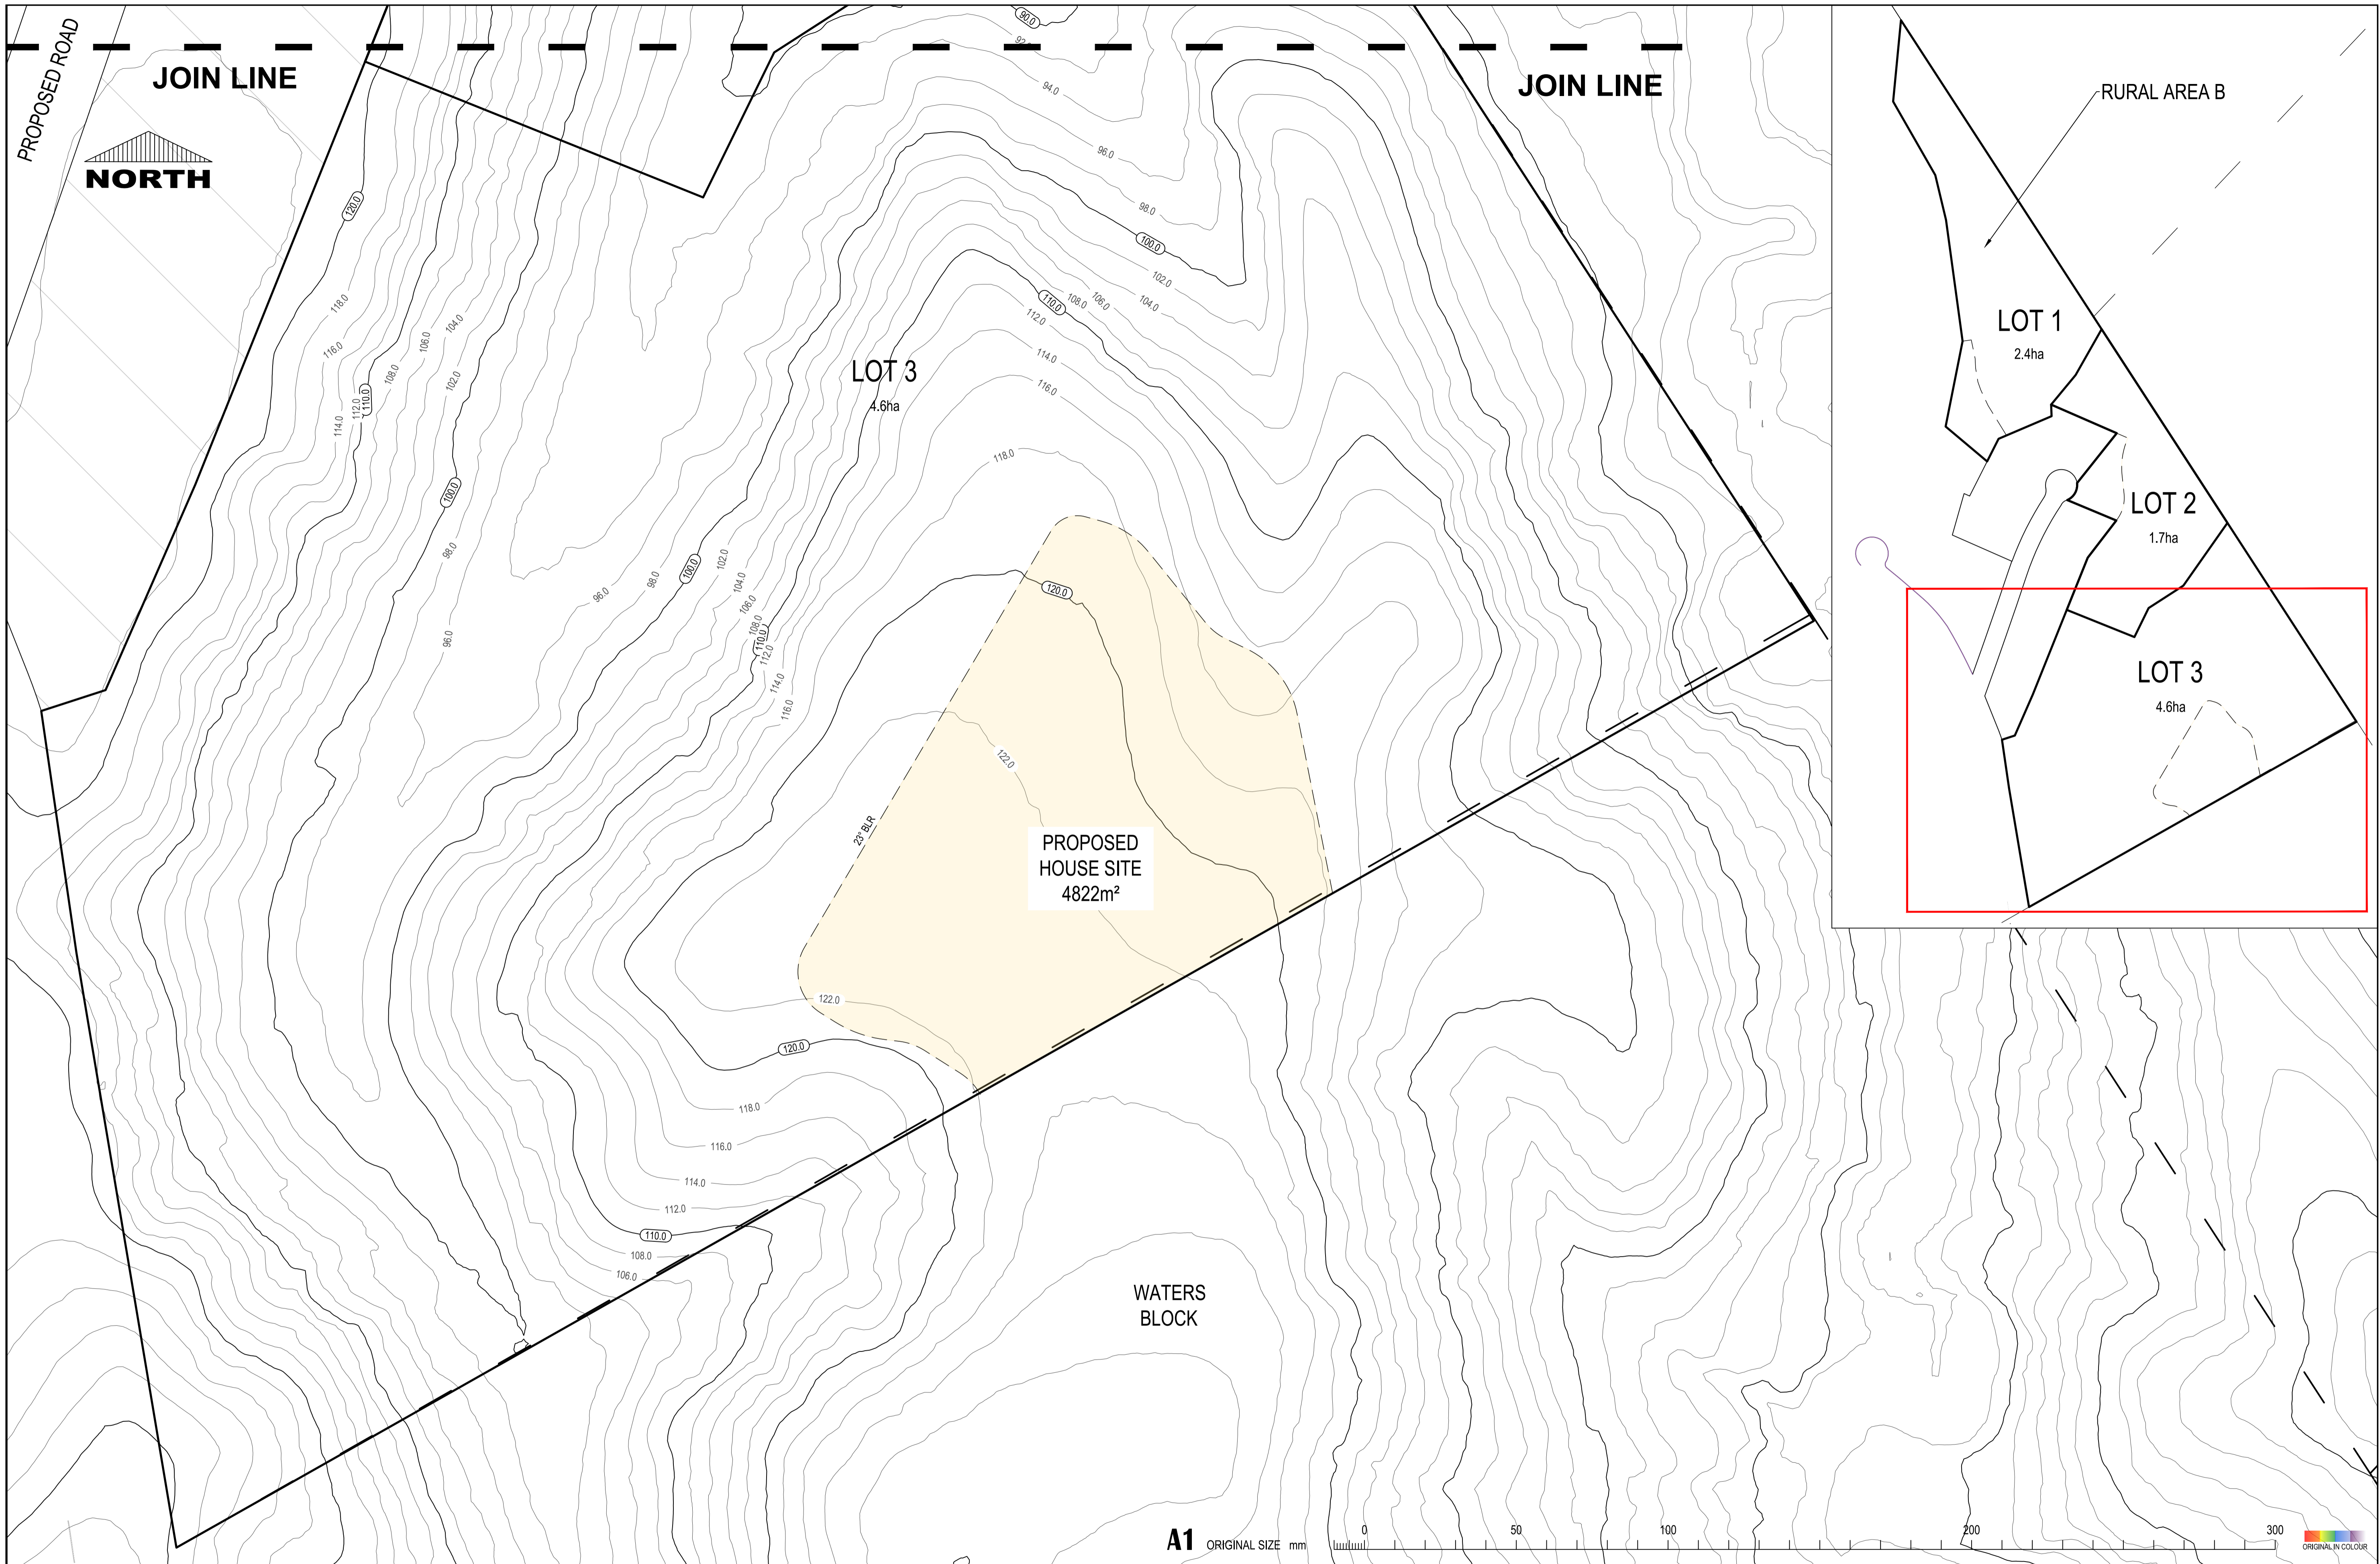 PROPOSED ROAD
JOIN LINE
NORTH
JOIN LINE
90.0
92.0
94.0
96.0
98.0
100.0
102.0
104.0
106.0
108.0
110.0
112.0
114.0
116.0
118.0
120.0
118.0
116.0
114.0
112.0
110.0
108.0
106.0
104.0
102.0
100.0
98.0
96.0
LOT 3
4.6ha
96.0
98.0
100.0
102.0
104.0
106.0
108.0
110.0
112.0
114.0
116.0
120.0
122.0
23° BLR
PROPOSED
HOUSE SITE
4822m²
122.0
120.0
118.0
116.0
114.0
112.0
110.0
108.0
106.0
WATERS
BLOCK
RURAL AREA B
LOT 1
2.4ha
LOT 2
1.7ha
LOT 3
4.6ha
A1 ORIGINAL SIZE mm 0 50 100 200 300
ORIGINAL IN COLOUR